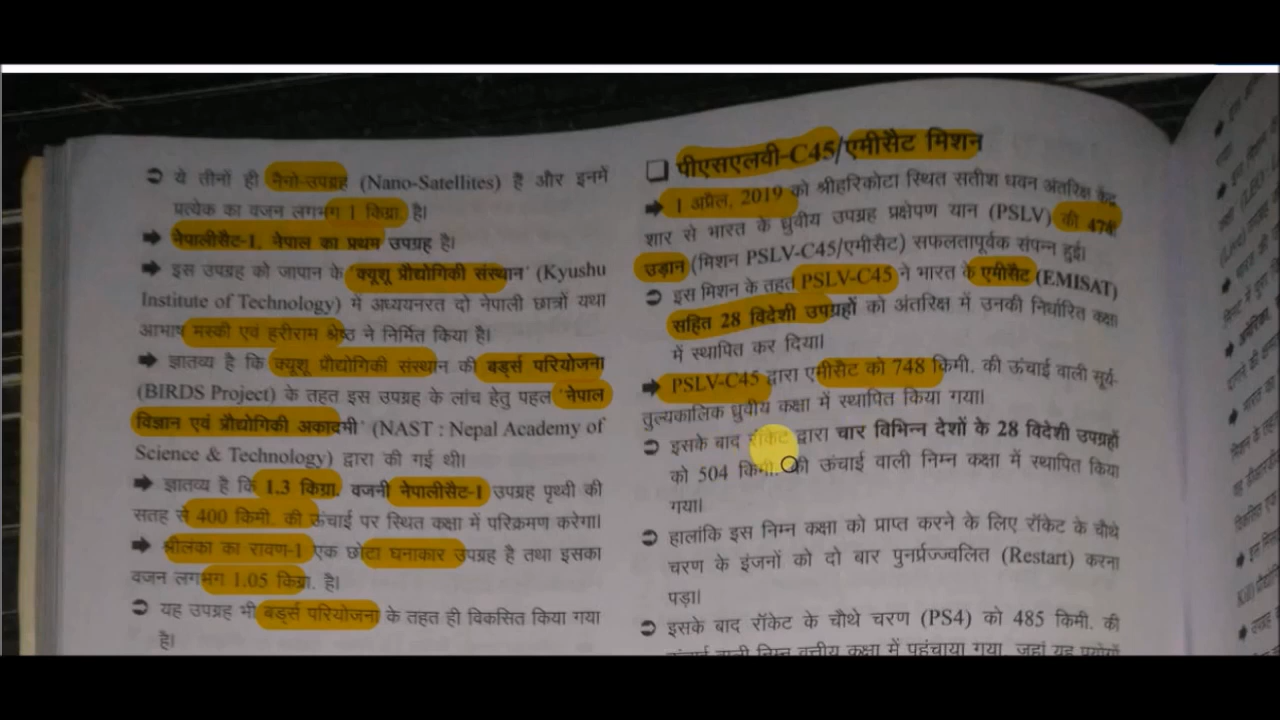 ये तीनों ही नैनो-उपग्रह (Nano-Satellites) हैं और इनमें
प्रत्येक का वजन लगभग 1 किग्रा. है।
नेपालीसैट-1, नेपाल का प्रथम उपग्रह है।
इस उपग्रह को जापान के 'क्यूशू प्रौद्योगिकी संस्थान' (Kyushu
Institute of Technology) में अध्ययनरत दो नेपाली छात्रों यथा
आभाष मस्की एवं हरीराम श्रेष्ठ ने निर्मित किया है।
ज्ञातव्य है कि क्यूशू प्रौद्योगिकी संस्थान की बर्ड्स परियोजना
(BIRDS Project) के तहत इस उपग्रह के लांच हेतु पहल 'नेपाल
विज्ञान एवं प्रौद्योगिकी अकादमी' (NAST : Nepal Academy of
Science & Technology) द्वारा की गई थी।
ज्ञातव्य है कि 1.3 किग्रा. वजनी नेपालीसैट-1 उपग्रह पृथ्वी की
सतह से 400 किमी. की ऊंचाई पर स्थित कक्षा में परिक्रमण करेगा।
श्रीलंका का रावण-1 एक छोटा घनाकार उपग्रह है तथा इसका
वजन लगभग 1.05 किग्रा. है।
यह उपग्रह भी बर्ड्स परियोजना के तहत ही विकसित किया गया
है।
पीएसएलवी-C45/एमीसैट मिशन
1 अप्रैल, 2019 को श्रीहरिकोटा स्थित सतीश धवन अंतरिक्ष केंद्र
शार से भारत के ध्रुवीय उपग्रह प्रक्षेपण यान (PSLV) की 47वीं
उड़ान (मिशन PSLV-C45/एमीसैट) सफलतापूर्वक संपन्न हुई।
इस मिशन के तहत PSLV-C45 ने भारत के एमीसैट (EMISAT)
सहित 28 विदेशी उपग्रहों को अंतरिक्ष में उनकी निर्धारित कक्षा
में स्थापित कर दिया।
PSLV-C45 द्वारा एमीसैट को 748 किमी. की ऊंचाई वाली सूर्य-
तुल्यकालिक ध्रुवीय कक्षा में स्थापित किया गया।
इसके बाद रॉकेट द्वारा चार विभिन्न देशों के 28 विदेशी उपग्रहों
को 504 किमी. की ऊंचाई वाली निम्न कक्षा में स्थापित किया
गया।
हालांकि इस निम्न कक्षा को प्राप्त करने के लिए रॉकेट के चौथे
चरण के इंजनों को दो बार पुनर्प्रज्ज्वलित (Restart) करना
पड़ा।
इसके बाद रॉकेट के चौथे चरण (PS4) को 485 किमी. की
ऊंचाई वाली निम्न वृत्तीय कक्षा में पहुंचाया गया, जहां यह प्रयोगों